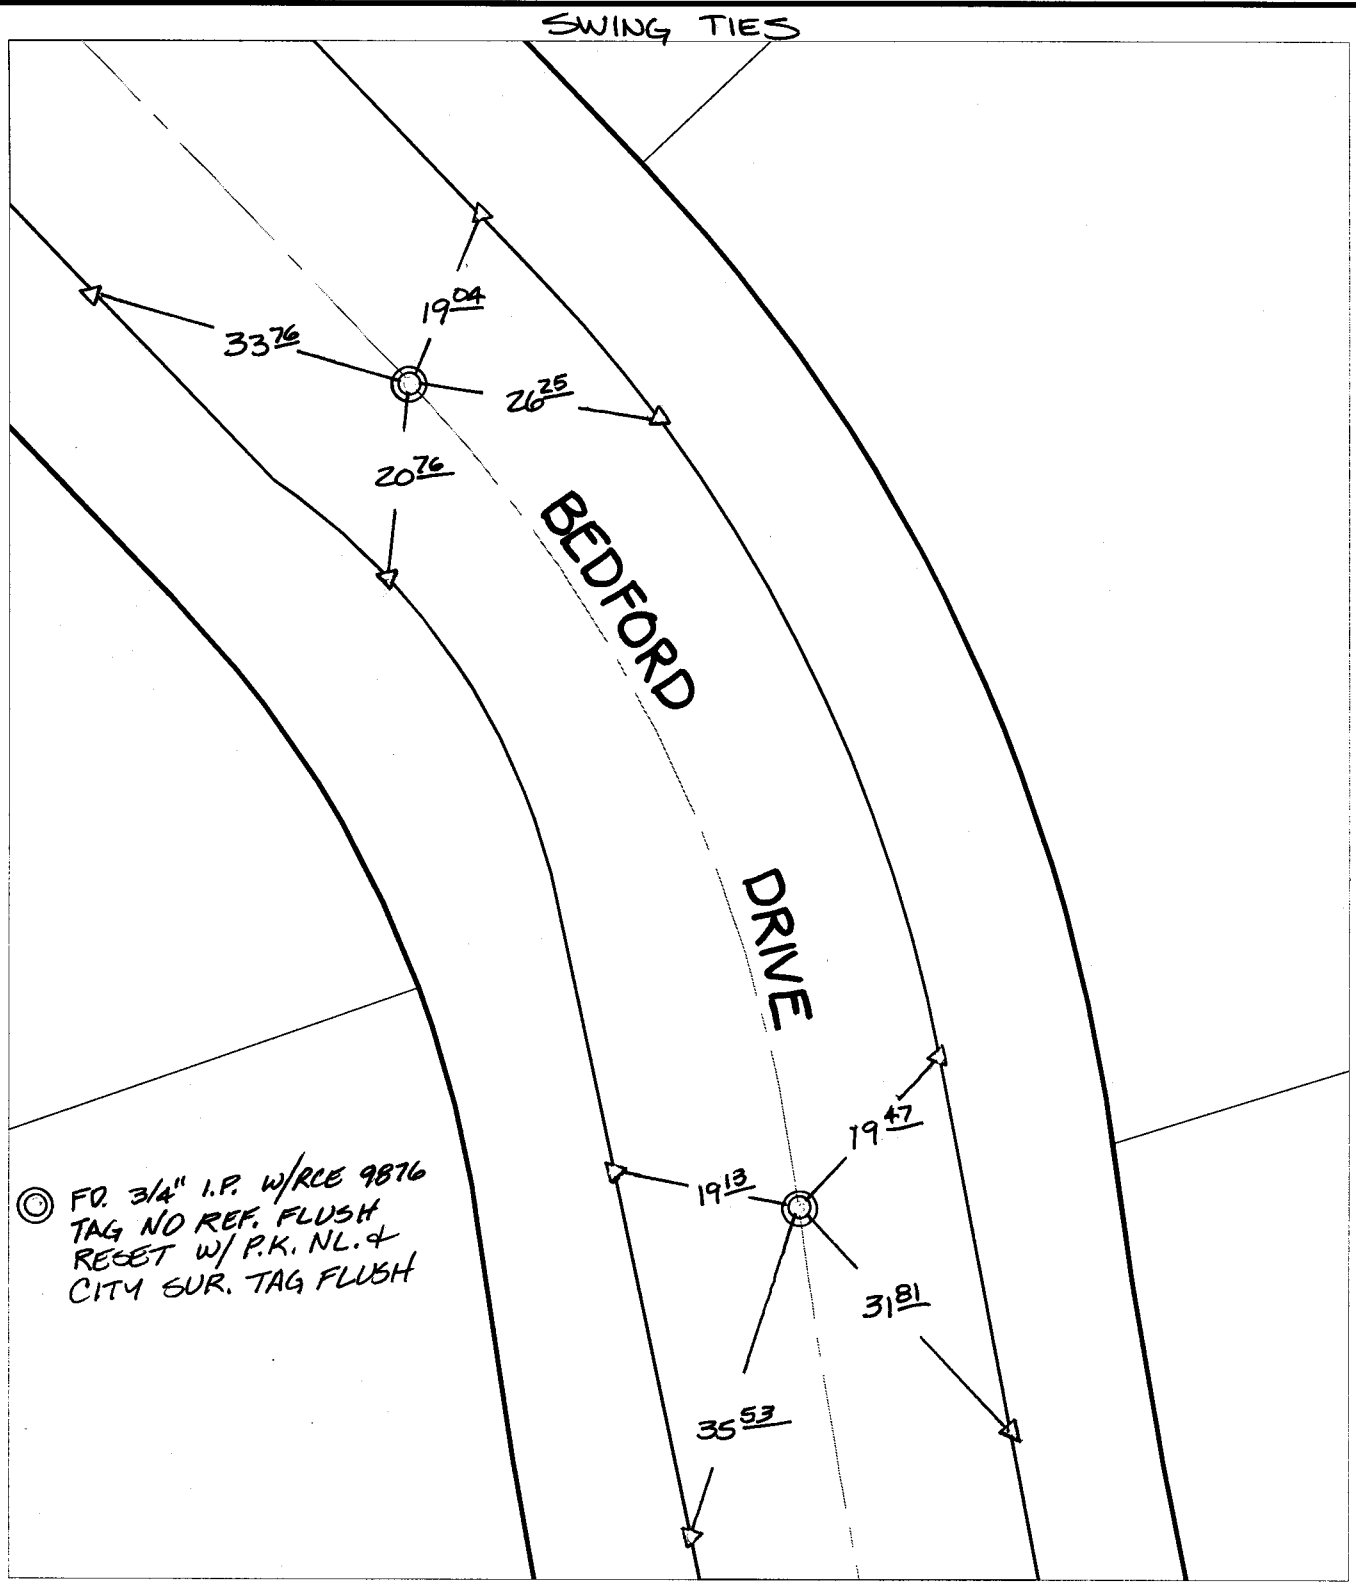 SWING TIES
19 04
33 76
26 25
20 76
BEDFORD
DRIVE
19 47
19 13
FD. 3/4" I.P. W/RCE 9876
TAG NO REF. FLUSH
RESET W/ P.K. NL. &
CITY SUR. TAG FLUSH
31 81
35 53